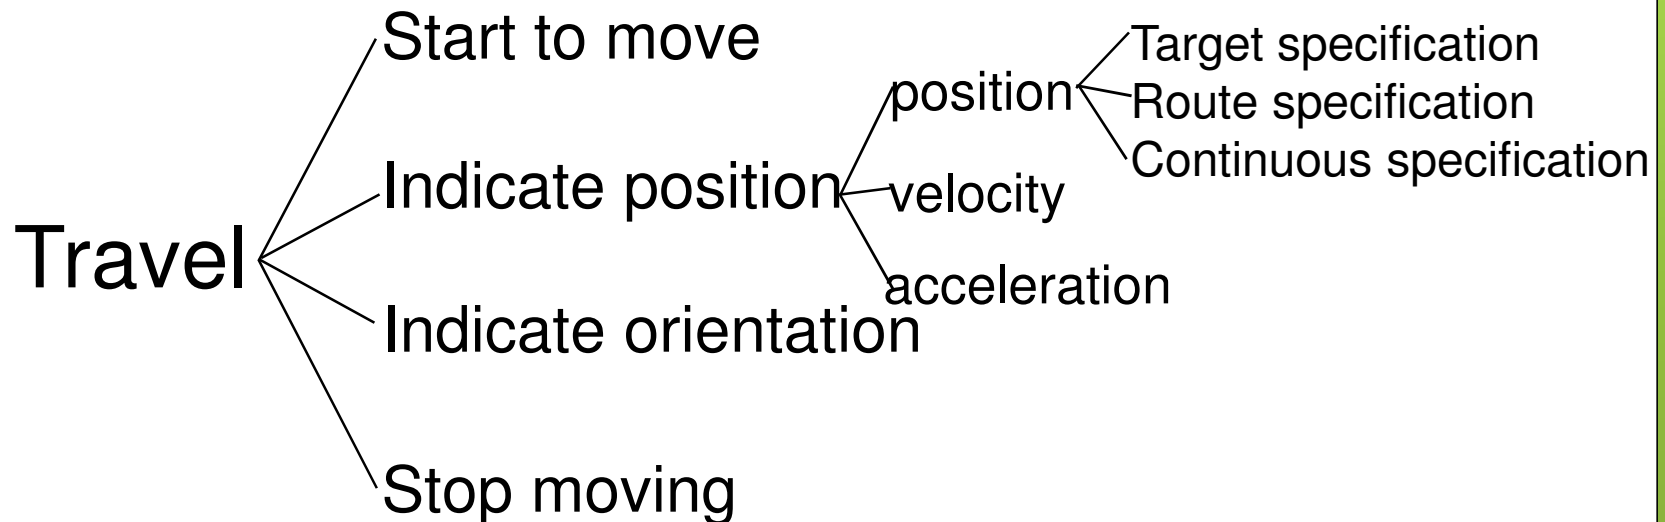 Travel
Start to move
Indicate position
position
Target specification
Route specification
Continuous specification
velocity
acceleration
Indicate orientation
Stop moving